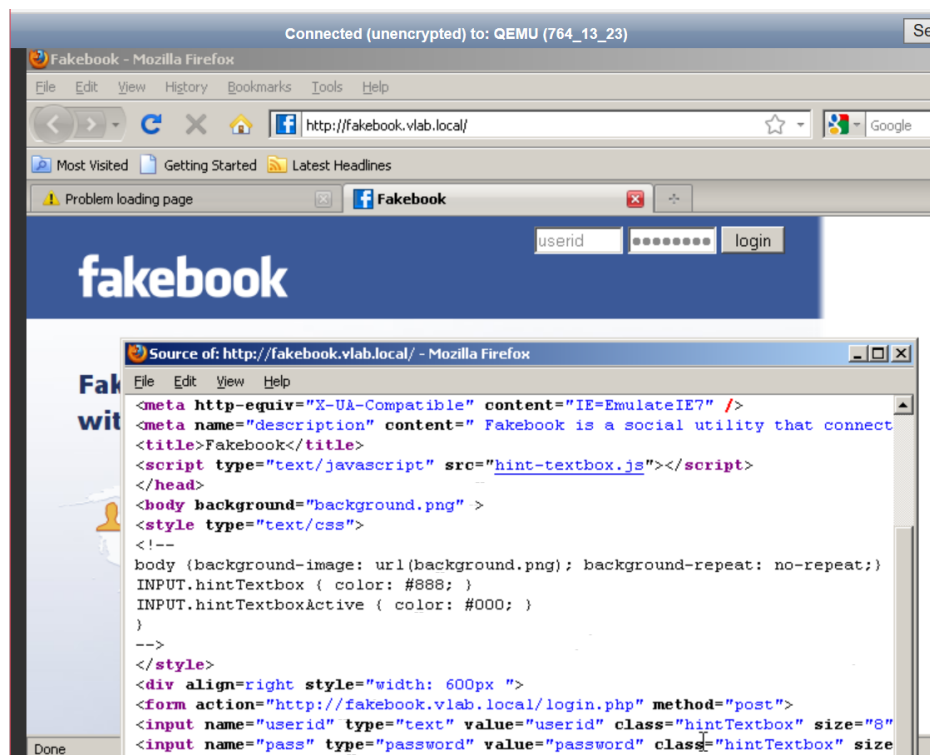 Connected (unencrypted) to: QEMU (764_13_23)
Se
Fakebook - Mozilla Firefox
File Edit View History Bookmarks Tools Help
http://fakebook.vlab.local/
Google
Most Visited Getting Started Latest Headlines
Problem loading page
Fakebook
userid
login
fakebook
Source of: http://fakebook.vlab.local/ - Mozilla Firefox
Fak
wit
File Edit View Help
<meta http-equiv="X-UA-Compatible" content="IE=EmulateIE7" />
<meta name="description" content=" Fakebook is a social utility that connect
<title>Fakebook</title>
<script type="text/javascript" src="hint-textbox.js"></script>
</head>
<body background="background.png" >
<style type="text/css">
<!--
body {background-image: url(background.png); background-repeat: no-repeat;}
INPUT.hintTextbox { color: #888; }
INPUT.hintTextboxActive { color: #000; }
}
-->
</style>
<div align=right style="width: 600px ">
<form action="http://fakebook.vlab.local/login.php" method="post">
<input name="userid" type="text" value="userid" class="hintTextbox" size="8"
<input name="pass" type="password" value="password" class="hintTextbox" size
Done